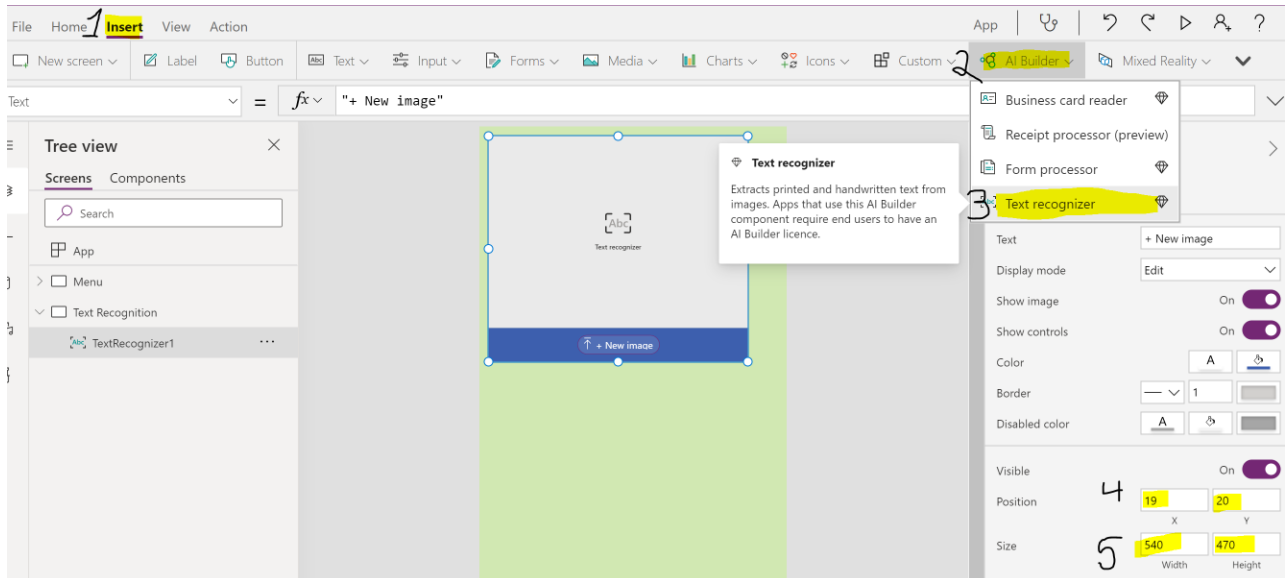 File Home 1 Insert View Action App
New screen Label Button Text Input Forms Media Charts Icons Custom 2 AI Builder Mixed Reality
Text = fx "+ New image"
Tree view
Screens Components
Search
App
Menu
Text Recognition
TextRecognizer1
Abc
Text recognizer
+ New image
Text recognizer
Extracts printed and handwritten text from
images. Apps that use this AI Builder
component require end users to have an
AI Builder licence.
Business card reader
Receipt processor (preview)
Form processor
3 Text recognizer
Text + New image
Display mode Edit
Show image On
Show controls On
Color A
Border 1
Disabled color A
Visible On
Position 4 19 20
X Y
Size 5 540 470
Width Height